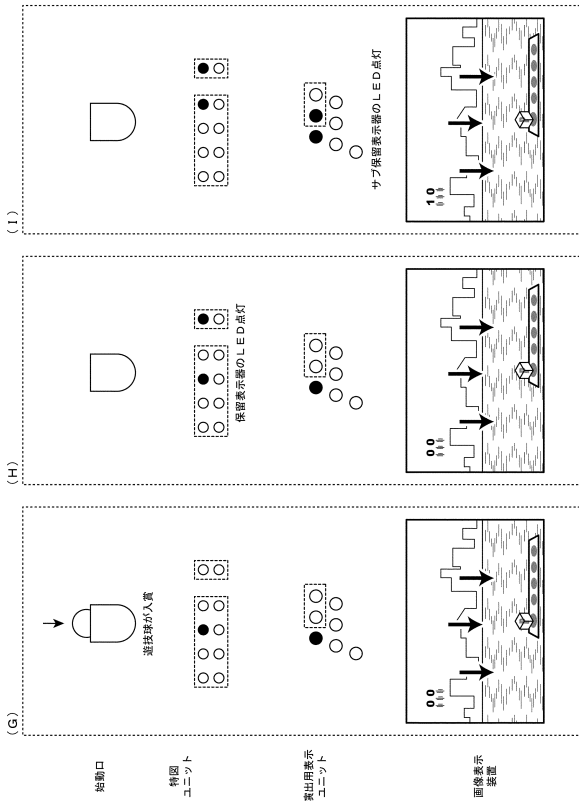 (G)
(H)
(I)
始動口
遊技球が入賞
特図
ユニット
保留表示器のLED点灯
演出用表示
ユニット
サブ保留表示器のLED点灯
画像表示
装置
00
00
10